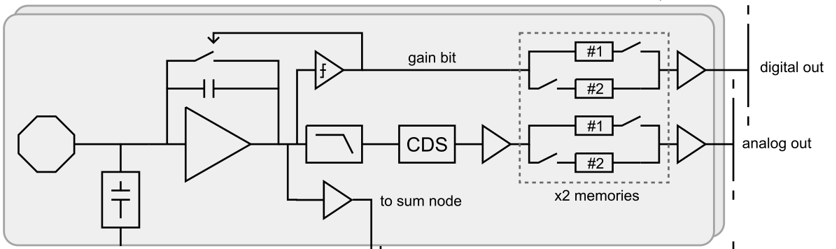 #1
gain bit
digital out
#2
#1
CDS
analog out
#2
to sum node
x2 memories